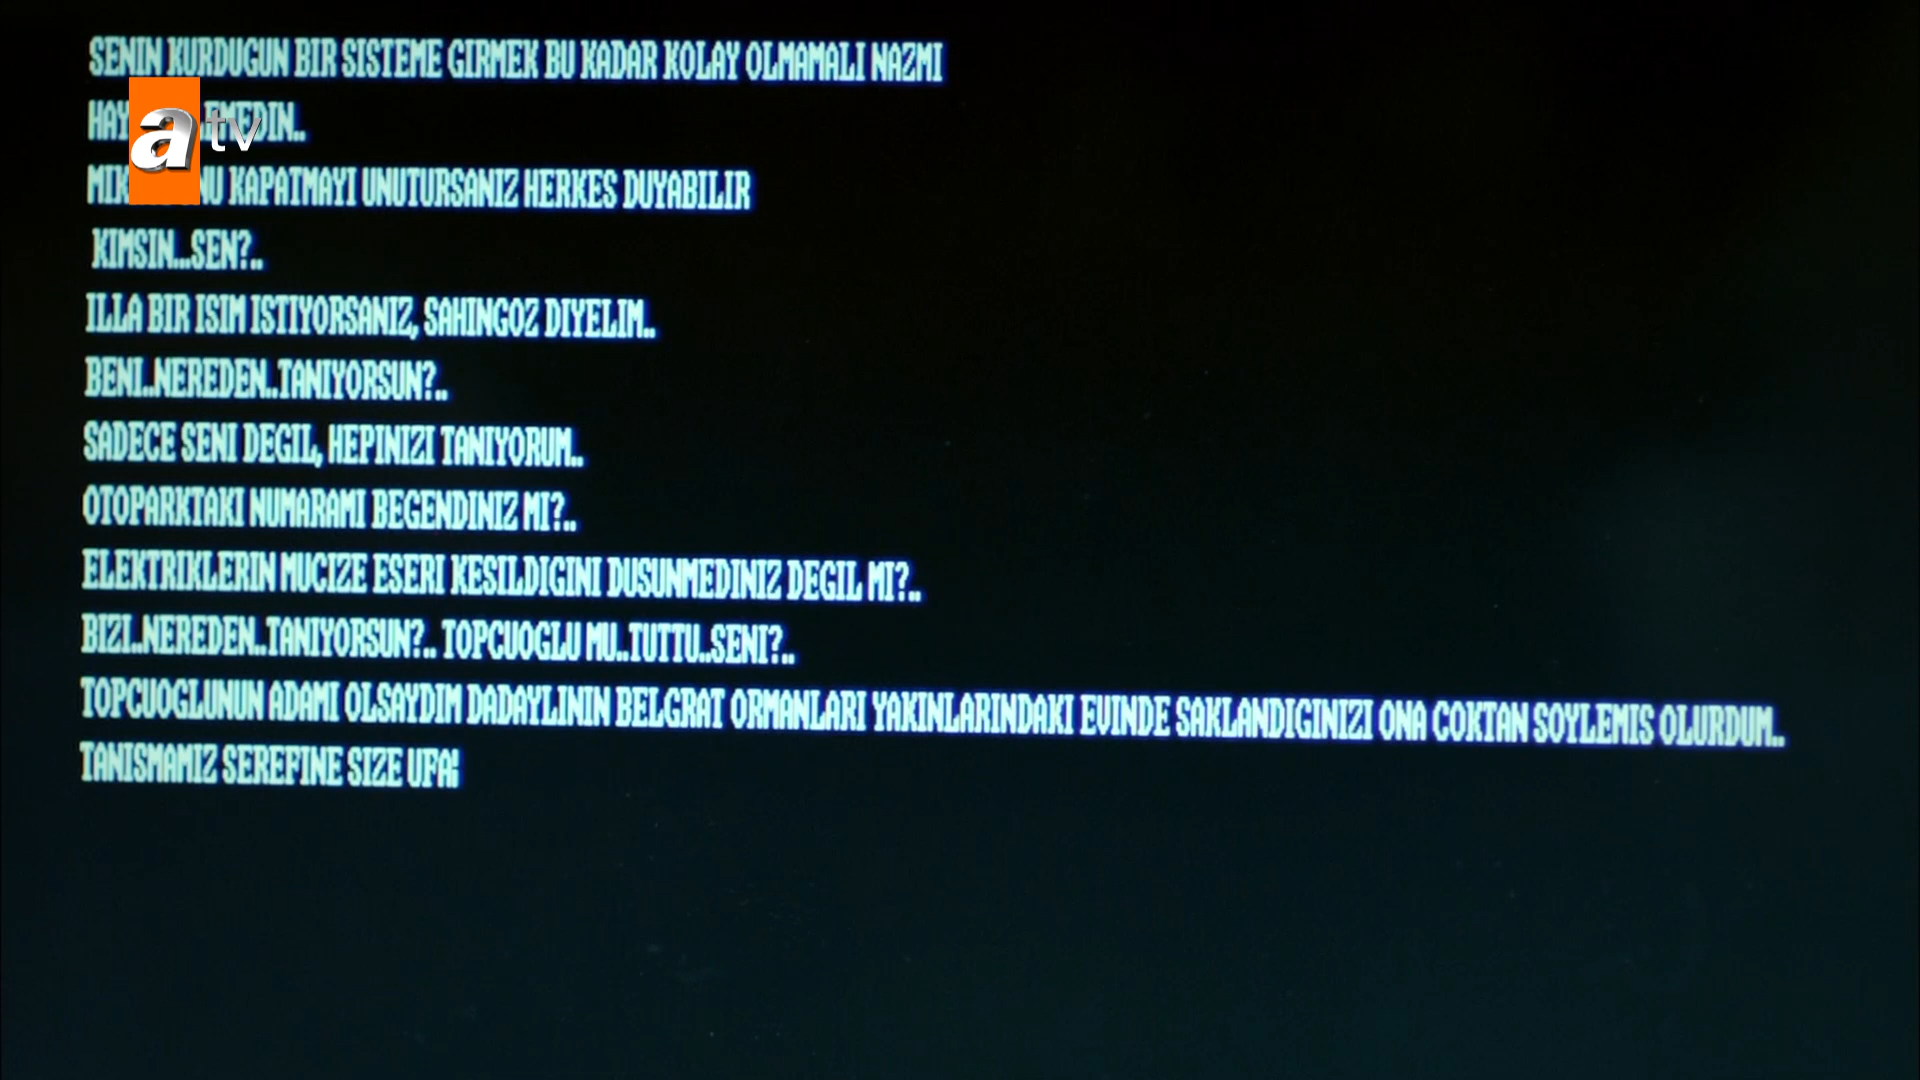 SENIN KURDUGUN BIR SISTEME GIRMEK BU KADAR KOLAY OLMAMALI NAZMI
atv
KAPATMAYI UNUTURSANIZ HERKES DUYABILIR
KIMSIN...SEN?..
ILLA BIR ISIM ISTIYORSANIZ, SAHINGOZ DIYELIM..
BENI..NEREDEN..TANIYORSUN?..
SADECE SENI DEGIL, HEPINIZI TANIYORUM..
OTOPARKTAKI NUMARAMI BEGENDINIZ MI?..
ELEKTRIKLERIN MUCIZE ESERI KESILDIGINI DUSUNMEDINIZ DEGIL MI?..
BIZI..NEREDEN..TANIYORSUN?.. TOPCUOGLU MU..TUTTU..SENI?..
TOPCUOGLUNUN ADAMI OLSAYDIM DADAYLININ BELGRAT ORMANLARI YAKINLARINDAKI EVINDE SAKLANDIGINIZI ONA COKTAN SOYLEMIS OLURDUM..
TANISMAMIZ SEREFINE SIZE UFA